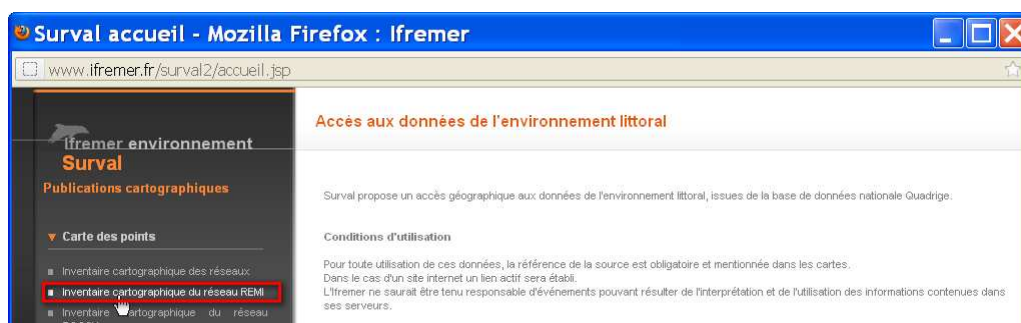 Surval accueil - Mozilla Firefox : Ifremer
www.ifremer.fr/surval2/accueil.jsp
Ifremer environnement
Surval
Publications cartographiques
Carte des points
Inventaire cartographique des réseaux
Inventaire cartographique du réseau REMI
Inventaire cartographique du réseau
Accès aux données de l'environnement littoral
Surval propose un accès géographique aux données de l'environnement littoral, issues de la base de données nationale Quadrige.
Conditions d'utilisation
Pour toute utilisation de ces données, la référence de la source est obligatoire et mentionnée dans les cartes.
Dans le cas d'un site internet un lien actif sera établi.
L'Ifremer ne saurait être tenu responsable d'événements pouvant résulter de l'interprétation et de l'utilisation des informations contenues dans
ses serveurs.